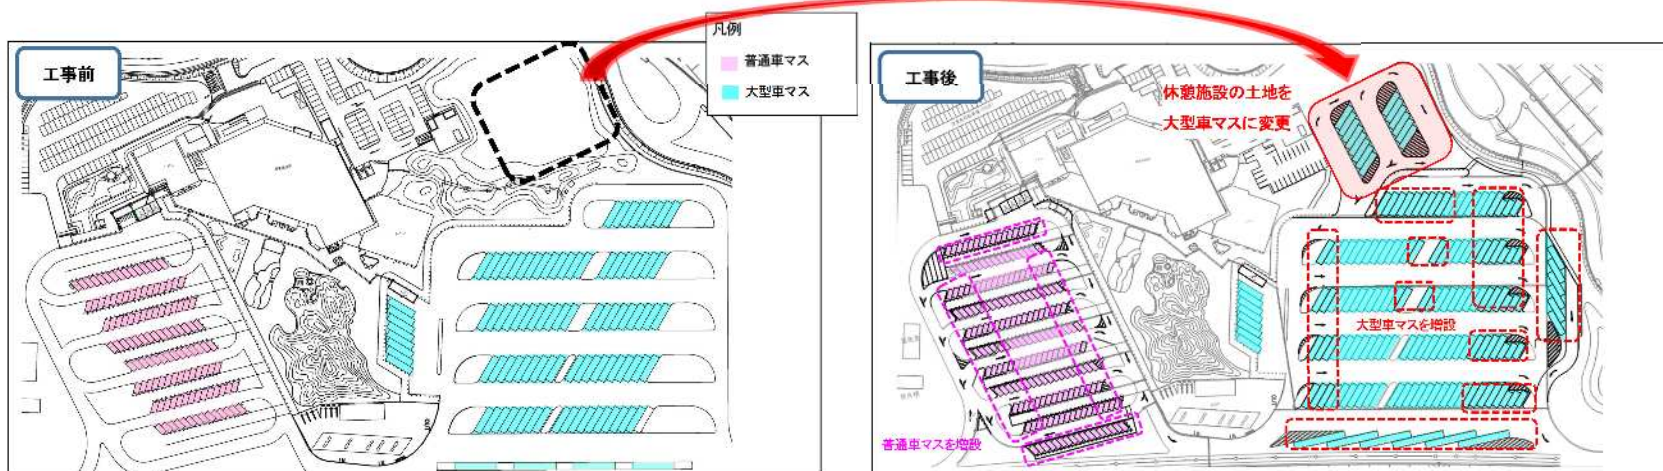 工事前
凡例
普通車マス
大型車マス
工事後
休憩施設の土地を
大型車マスに変更
大型車マスを増設
普通車マスを増設